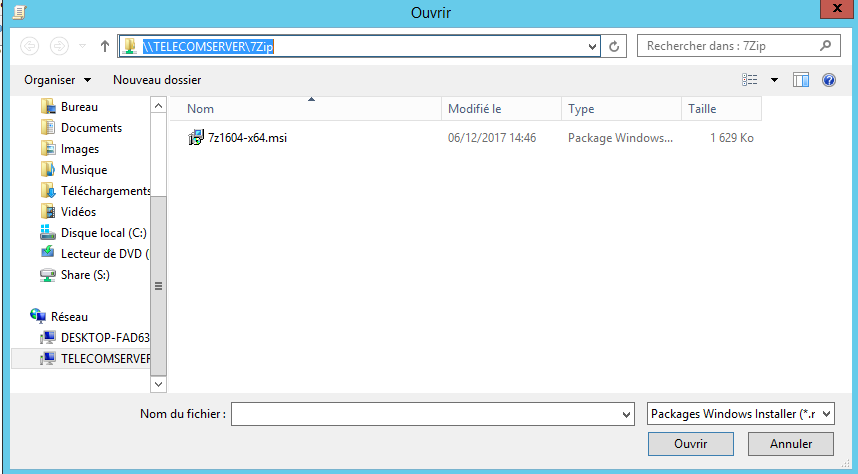 Ouvrir
\\TELECOMSERVER\7Zip
Rechercher dans : 7Zip
Organiser
Nouveau dossier
Bureau
Documents
Images
Musique
Téléchargements
Vidéos
Disque local (C:)
Lecteur de DVD (
Share (S:)
Réseau
DESKTOP-FAD63
TELECOMSERVER
Nom Modifié le Type Taille
7z1604-x64.msi 06/12/2017 14:46 Package Windows... 1 629 Ko
Nom du fichier :
Packages Windows Installer (*.r
Ouvrir
Annuler